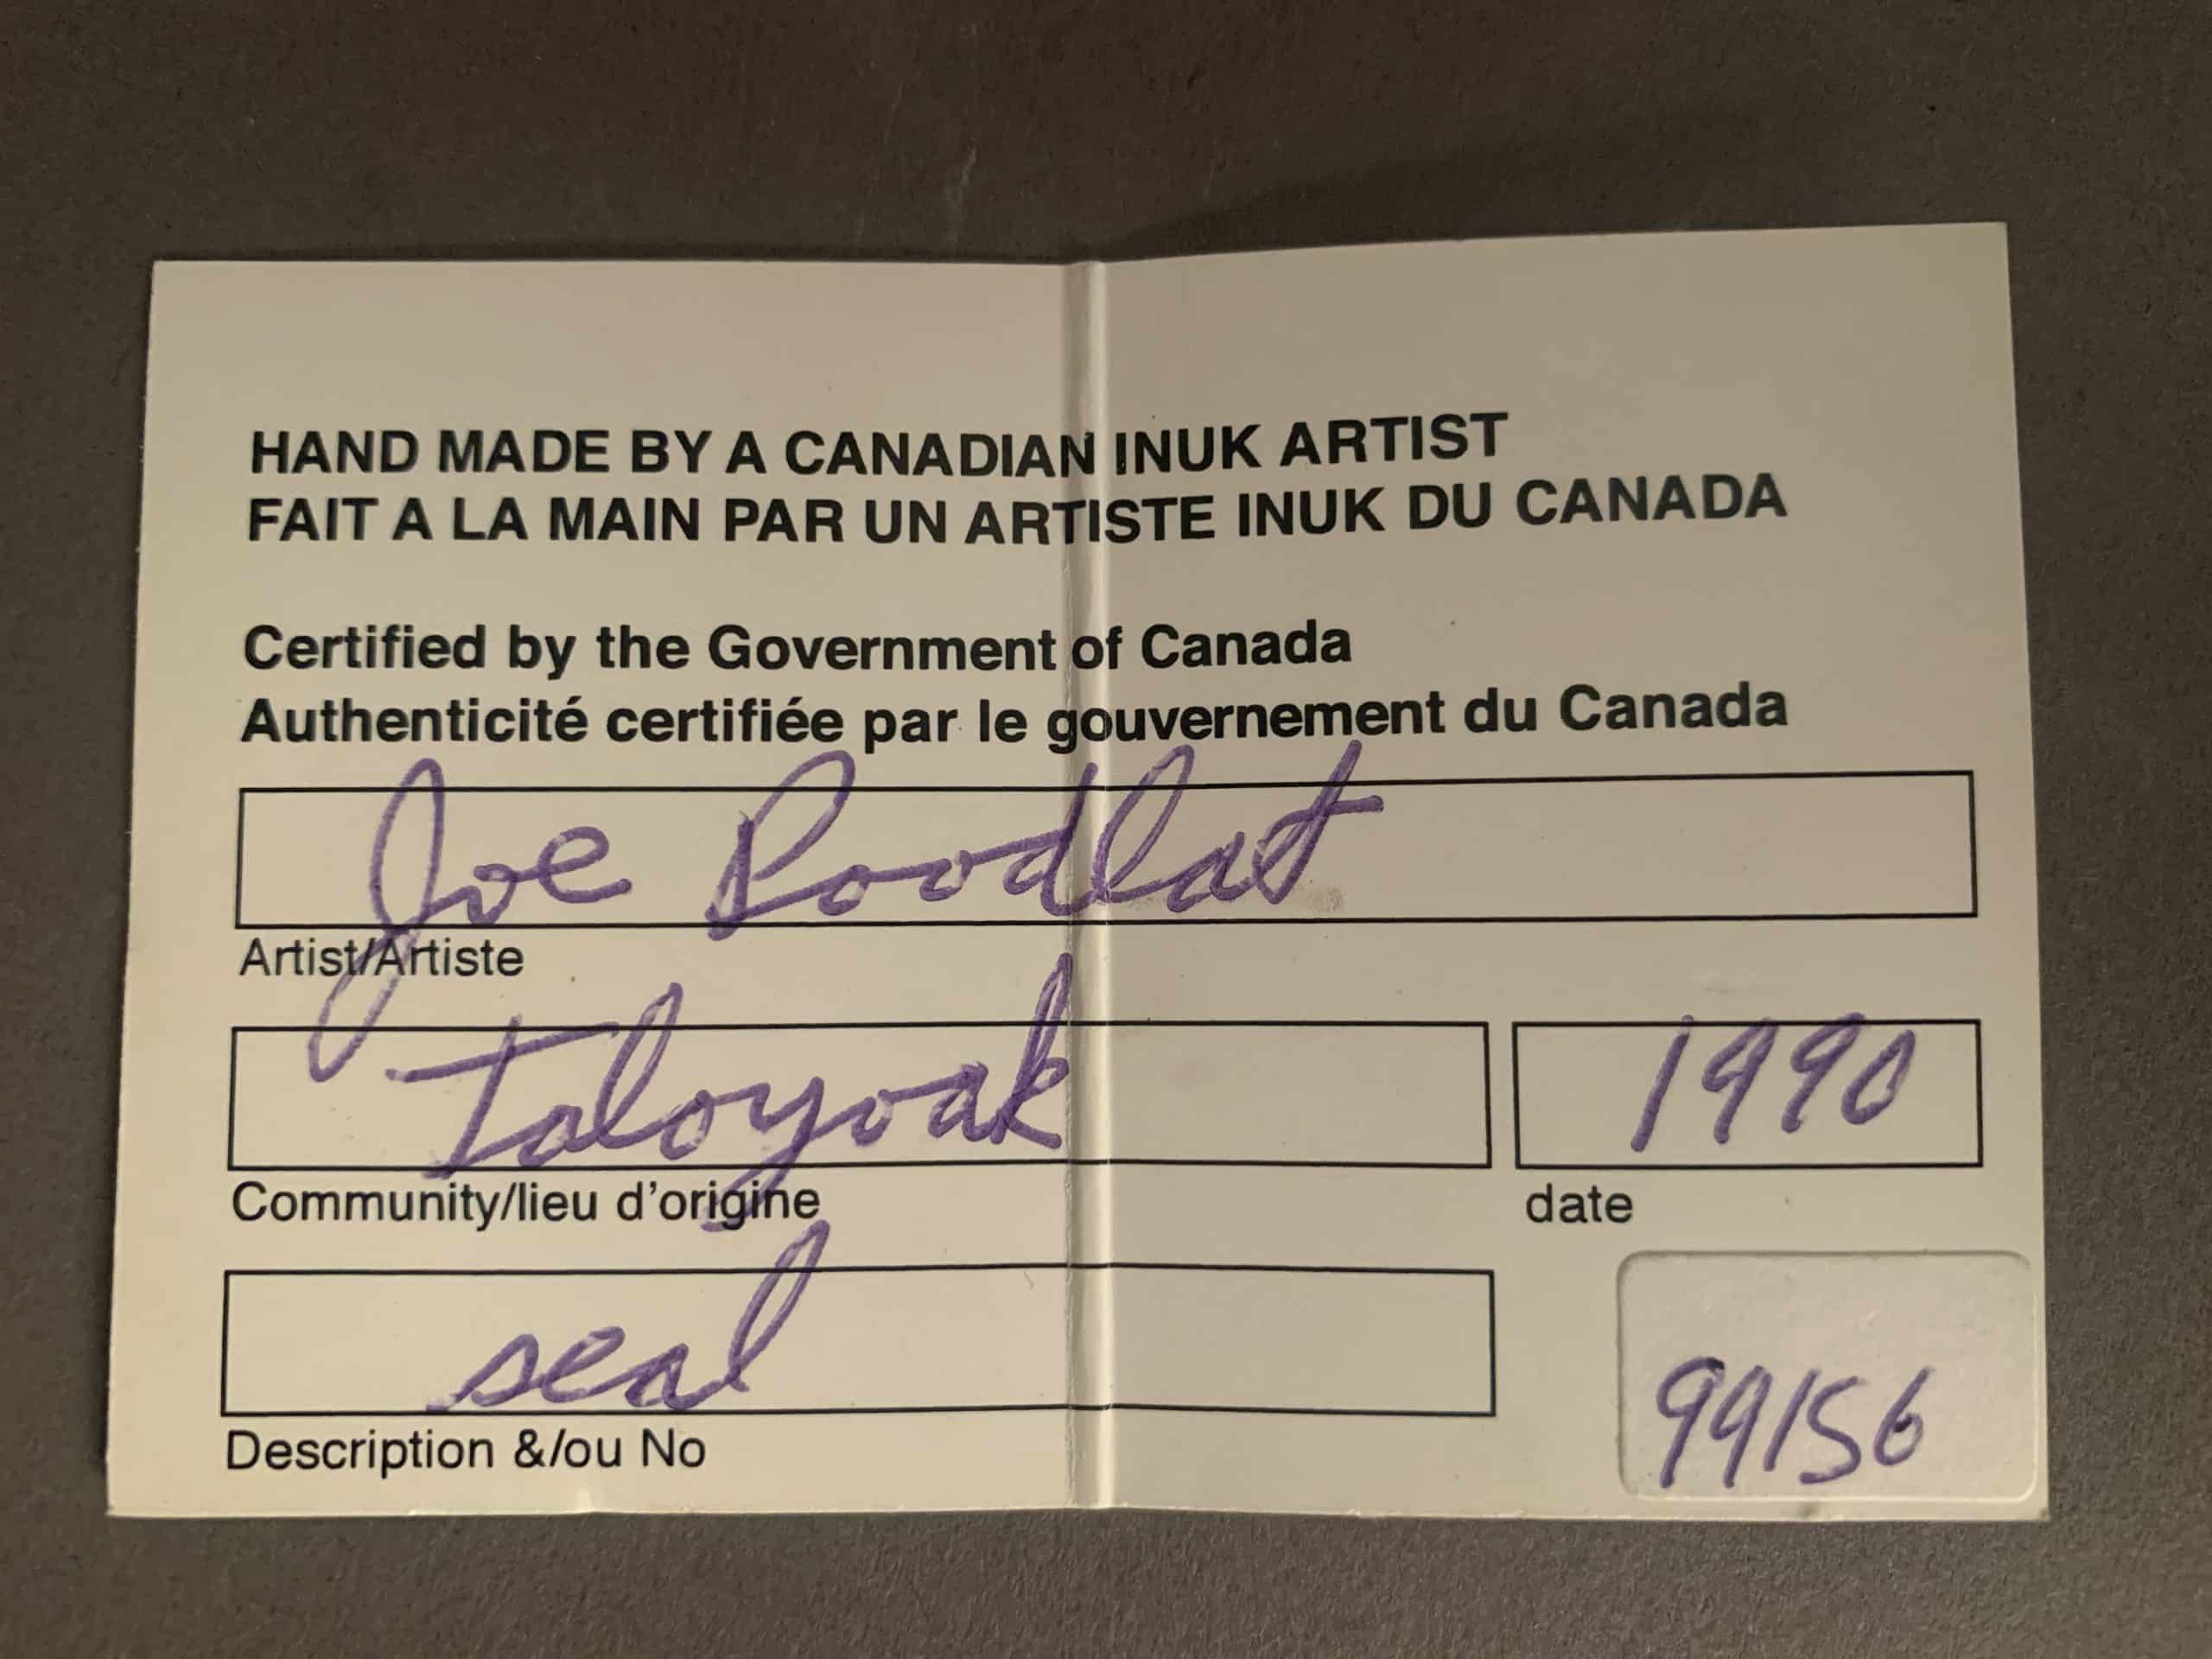 HAND MADE BY A CANADIAN INUK ARTIST
FAIT A LA MAIN PAR UN ARTISTE INUK DU CANADA
Certified by the Government of Canada
Authenticité certifiée par le gouvernement du Canada
Joe Poodlat
Artist/Artiste
Taloyoak 1990
Community/lieu d'origine date
seal
Description &/ou No
99156